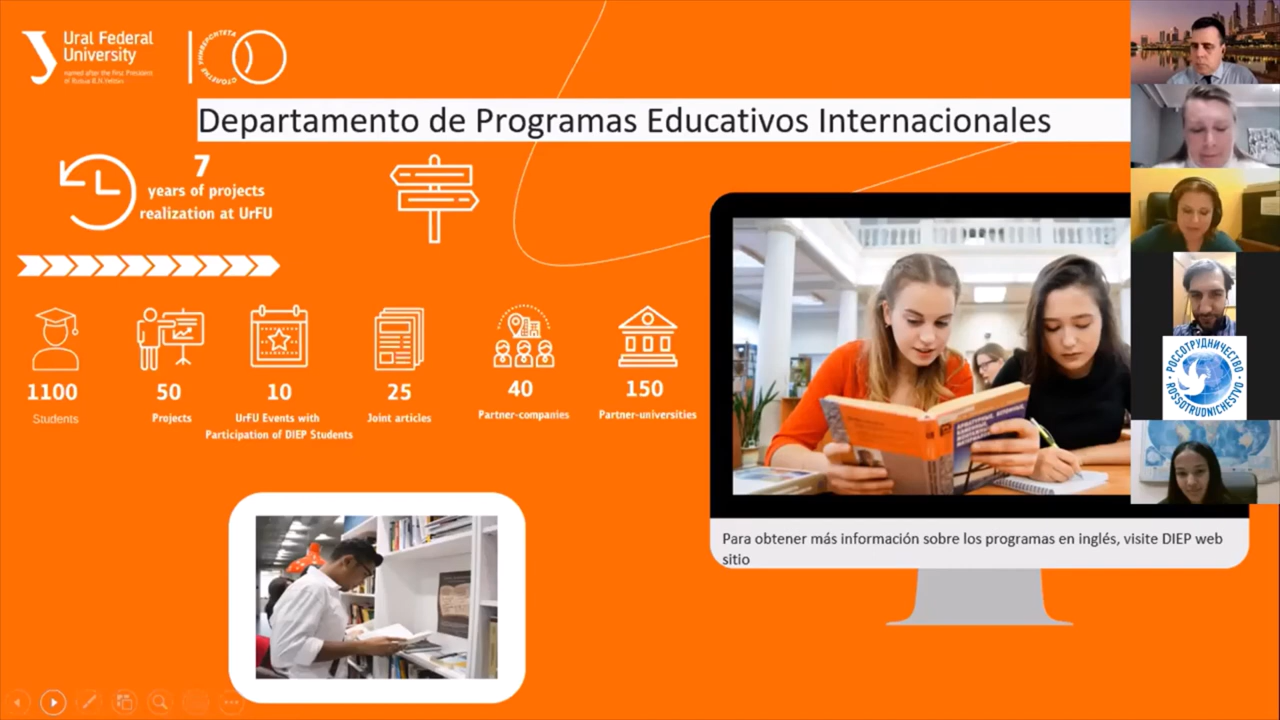 Ural Federal
University
named after the first President
of Russia B.N.Yeltsin
СТОЛЕТИЕ УНИВЕРСИТЕТА
Departamento de Programas Educativos Internacionales
7
years of projects
realization at UrFU
1100
Students
50
Projects
10
UrFU Events with
Participation of DIEP Students
25
Joint articles
40
Partner-companies
150
Partner-universities
Para obtener más información sobre los programas en inglés, visite DIEP web
sitio
РОССОТРУДНИЧЕСТВО
ROSSOTRUDNICHESTVO